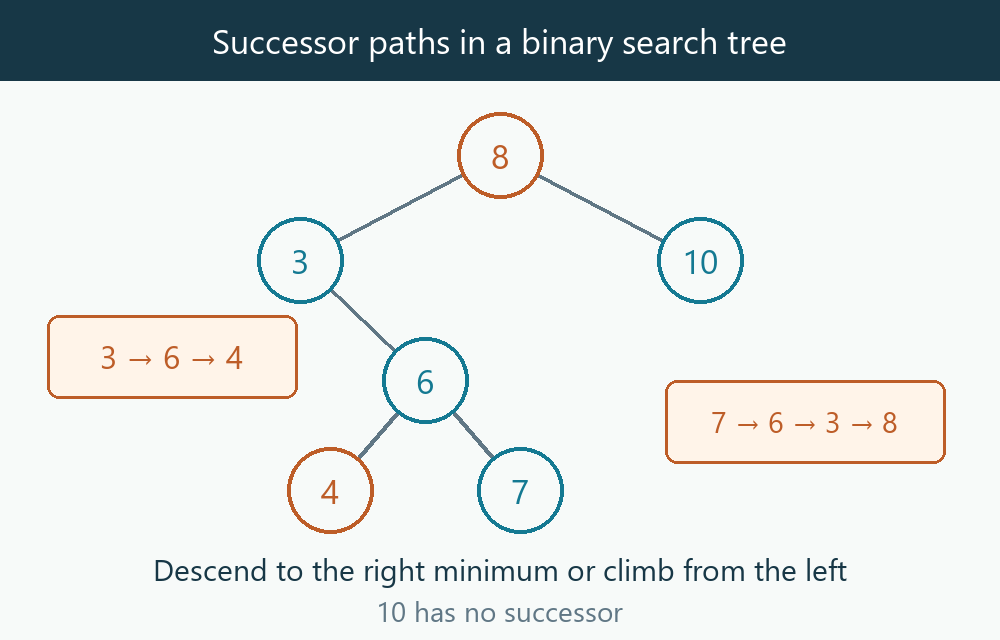 Successor paths in a binary search tree
8
3
10
3 → 6 → 4
6
7 → 6 → 3 → 8
4
7
Descend to the right minimum or climb from the left
10 has no successor